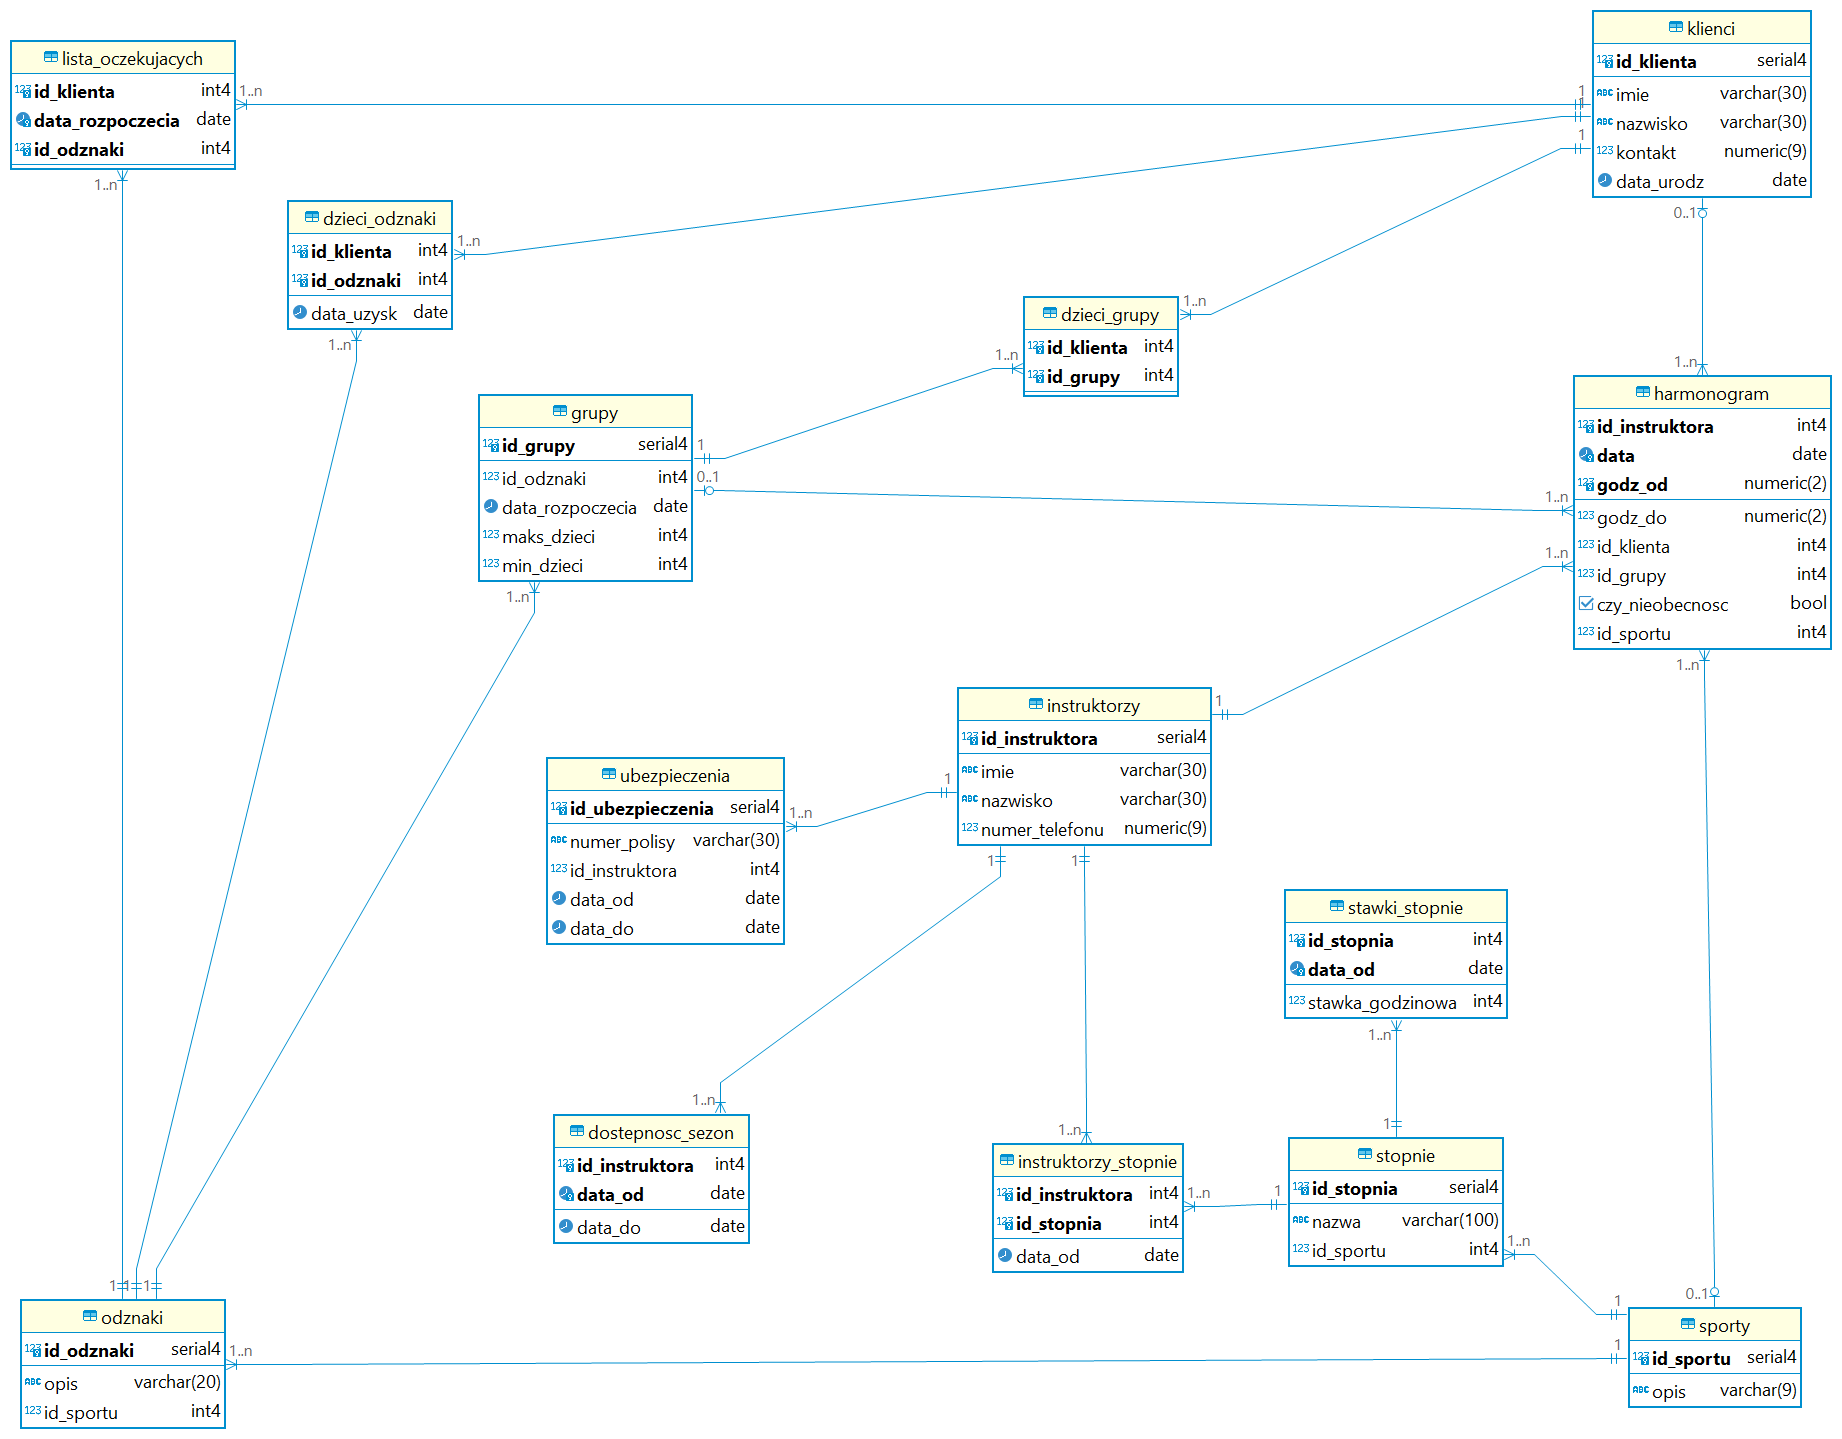 lista_oczekujacych
id_klienta int4
data_rozpoczecia date
id_odznaki int4
1..n
1..n
klienci
id_klienta serial4
imie varchar(30)
nazwisko varchar(30)
kontakt numeric(9)
data_urodz date
1
1
1
0..1
dzieci_odznaki
id_klienta int4
id_odznaki int4
data_uzysk date
1..n
1..n
dzieci_grupy
id_klienta int4
id_grupy int4
1..n
1..n
grupy
id_grupy serial4
id_odznaki int4
data_rozpoczecia date
maks_dzieci int4
min_dzieci int4
1
0..1
1..n
harmonogram
id_instruktora int4
data date
godz_od numeric(2)
godz_do numeric(2)
id_klienta int4
id_grupy int4
czy_nieobecnosc bool
id_sportu int4
1..n
1..n
1..n
1..n
instruktorzy
id_instruktora serial4
imie varchar(30)
nazwisko varchar(30)
numer_telefonu numeric(9)
1
1
1
1
ubezpieczenia
id_ubezpieczenia serial4
numer_polisy varchar(30)
id_instruktora int4
data_od date
data_do date
1..n
stawki_stopnie
id_stopnia int4
data_od date
stawka_godzinowa int4
1..n
dostepnosc_sezon
id_instruktora int4
data_od date
data_do date
1..n
instruktorzy_stopnie
id_instruktora int4
id_stopnia int4
data_od date
1..n
1..n
stopnie
id_stopnia serial4
nazwa varchar(100)
id_sportu int4
1
1
1..n
odznaki
id_odznaki serial4
opis varchar(20)
id_sportu int4
1
1
1
1..n
sporty
id_sportu serial4
opis varchar(9)
0..1
1
1